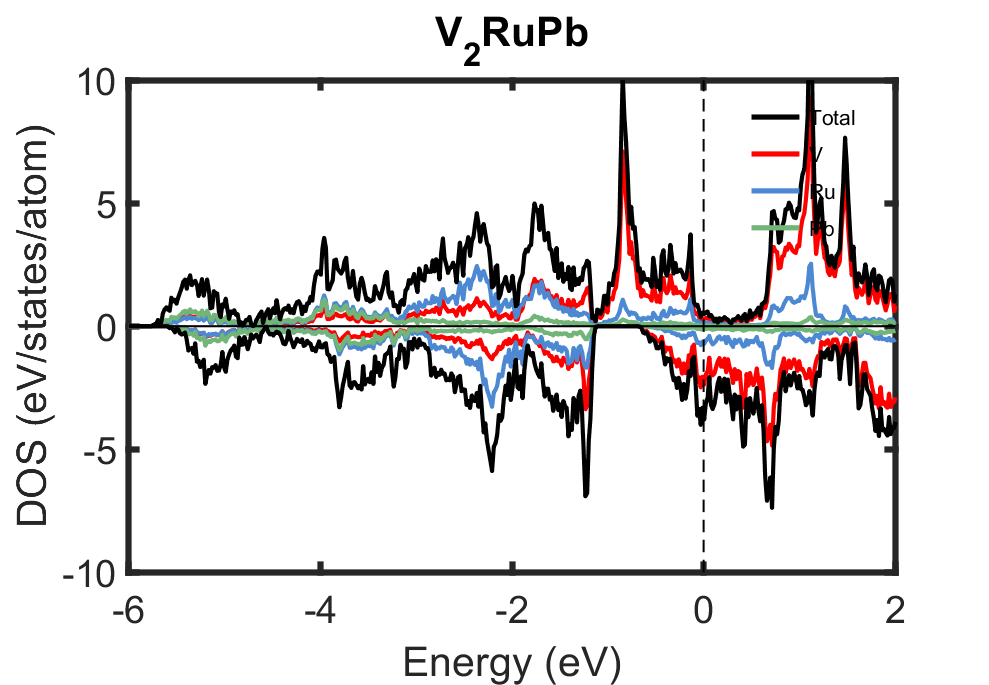 V2RuPb
10
5
0
-5
-10
-6
-4
-2
0
2
DOS (eV/states/atom)
Energy (eV)
Total
V
Ru
Pb